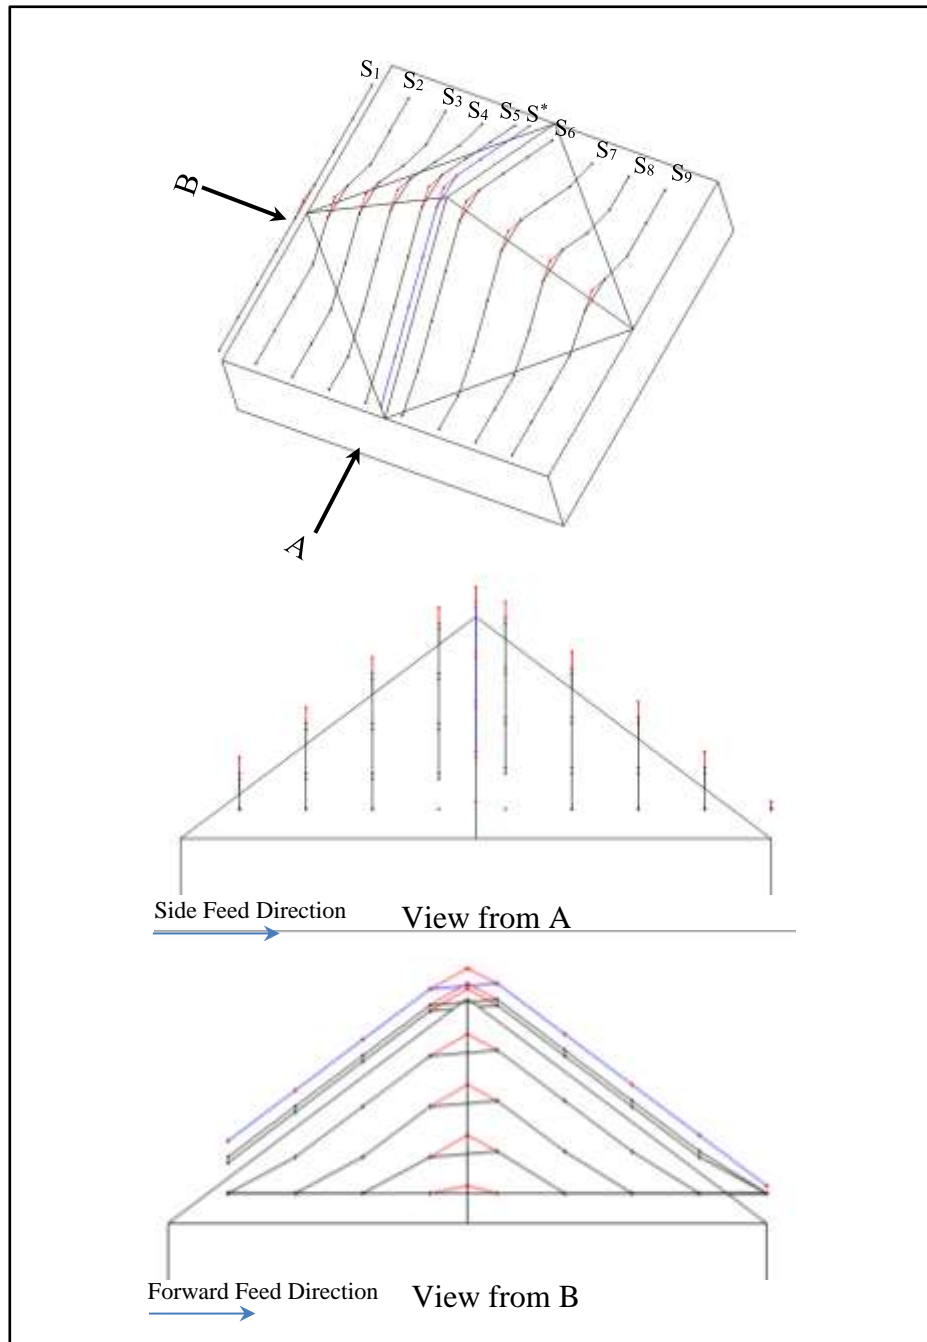 S1 S2 S3 S4 S5 S* S6 S7 S8 S9
B
A
Side Feed Direction
View from A
Forward Feed Direction
View from B